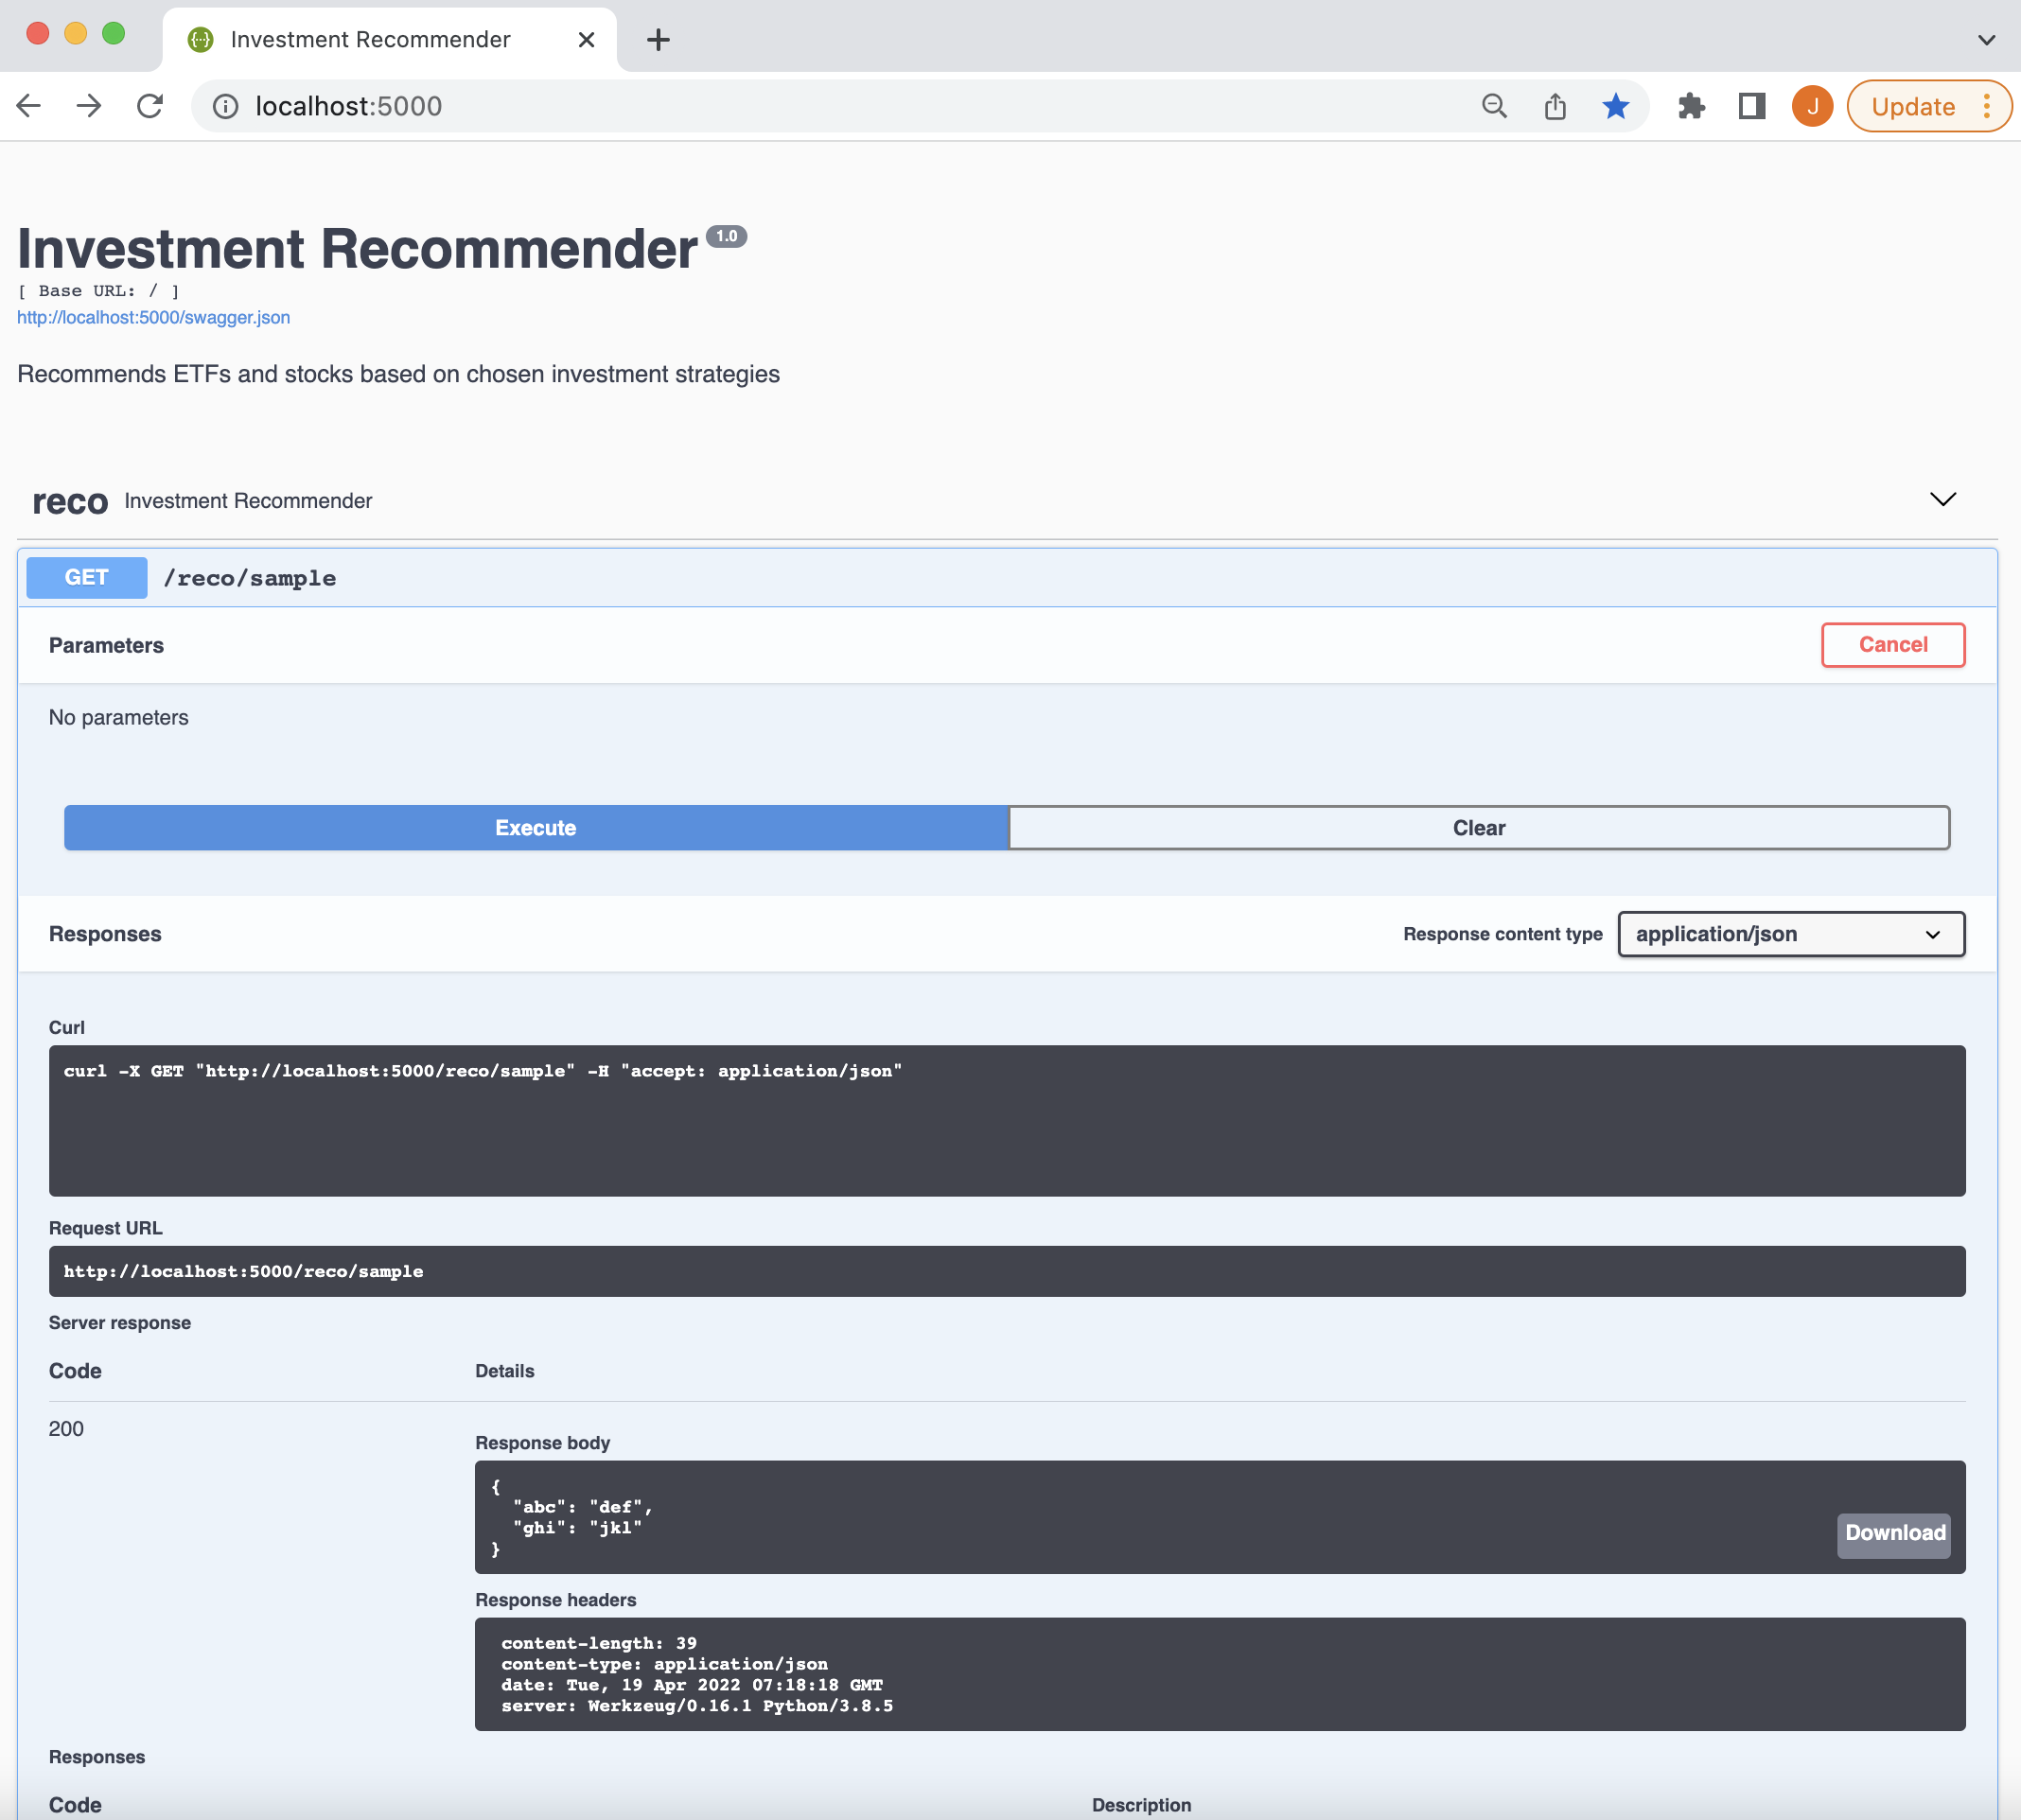 Investment Recommender
localhost:5000
J
Update
Investment Recommender 1.0
[ Base URL: / ]
http://localhost:5000/swagger.json
Recommends ETFs and stocks based on chosen investment strategies
reco Investment Recommender
GET /reco/sample
Parameters
Cancel
No parameters
Execute
Clear
Responses
Response content type
application/json
Curl
curl -X GET "http://localhost:5000/reco/sample" -H "accept: application/json"
Request URL
http://localhost:5000/reco/sample
Server response
Code
Details
200
Response body
{
"abc": "def",
"ghi": "jkl"
}
Download
Response headers
content-length: 39
content-type: application/json
date: Tue, 19 Apr 2022 07:18:18 GMT
server: Werkzeug/0.16.1 Python/3.8.5
Responses
Code
Description